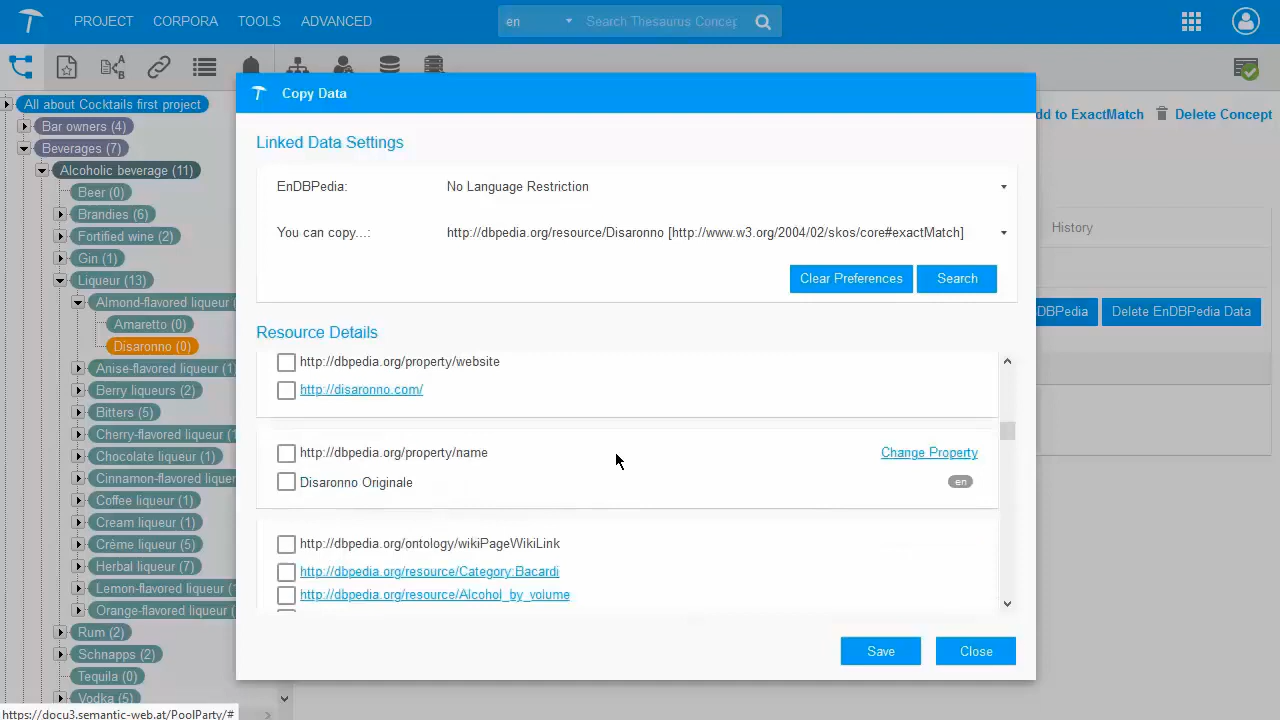 PROJECT CORPORA TOOLS ADVANCED en Search Thesaurus Concep
Copy Data
All about Cocktails first project
Bar owners (4)
Beverages (7)
Alcoholic beverage (11)
Beer (0)
Brandies (6)
Fortified wine (2)
Gin (1)
Liqueur (13)
Almond-flavored liqueur (
Amaretto (0)
Disaronno (0)
Anise-flavored liqueur (1
Berry liqueurs (2)
Bitters (5)
Cherry-flavored liqueur (
Chocolate liqueur (1)
Cinnamon-flavored liqueu
Coffee liqueur (1)
Cream liqueur (1)
Crème liqueur (5)
Herbal liqueur (7)
Lemon-flavored liqueur (
Orange-flavored liqueur (
Rum (2)
Schnapps (2)
Tequila (0)
Vodka (5)
https://docu3.semantic-web.at/PoolParty/#
Linked Data Settings
EnDBPedia: No Language Restriction
You can copy...: http://dbpedia.org/resource/Disaronno [http://www.w3.org/2004/02/skos/core#exactMatch]
Clear Preferences Search
Resource Details
http://dbpedia.org/property/website
http://disaronno.com/
http://dbpedia.org/property/name Change Property
Disaronno Originale en
http://dbpedia.org/ontology/wikiPageWikiLink
http://dbpedia.org/resource/Category:Bacardi
http://dbpedia.org/resource/Alcohol_by_volume
Save Close
dd to ExactMatch Delete Concept
History
DBPedia Delete EnDBPedia Data